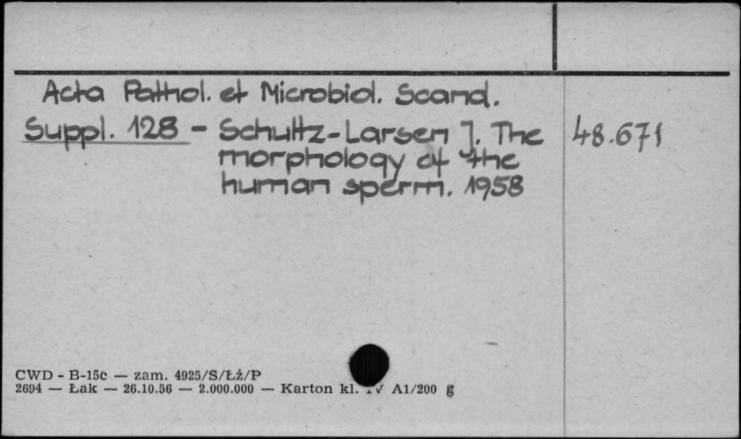 Acta Pathol. et Microbiol. Scand.
Suppl. 128 - Schultz-Larsen J. The 48.671
morphology of the
human sperm. 1958
CWD - B-15c — zam. 4925/S/Łż/P
2694 — Łak — 26.10.56 — 2.000.000 — Karton kl. IV A1/200 g